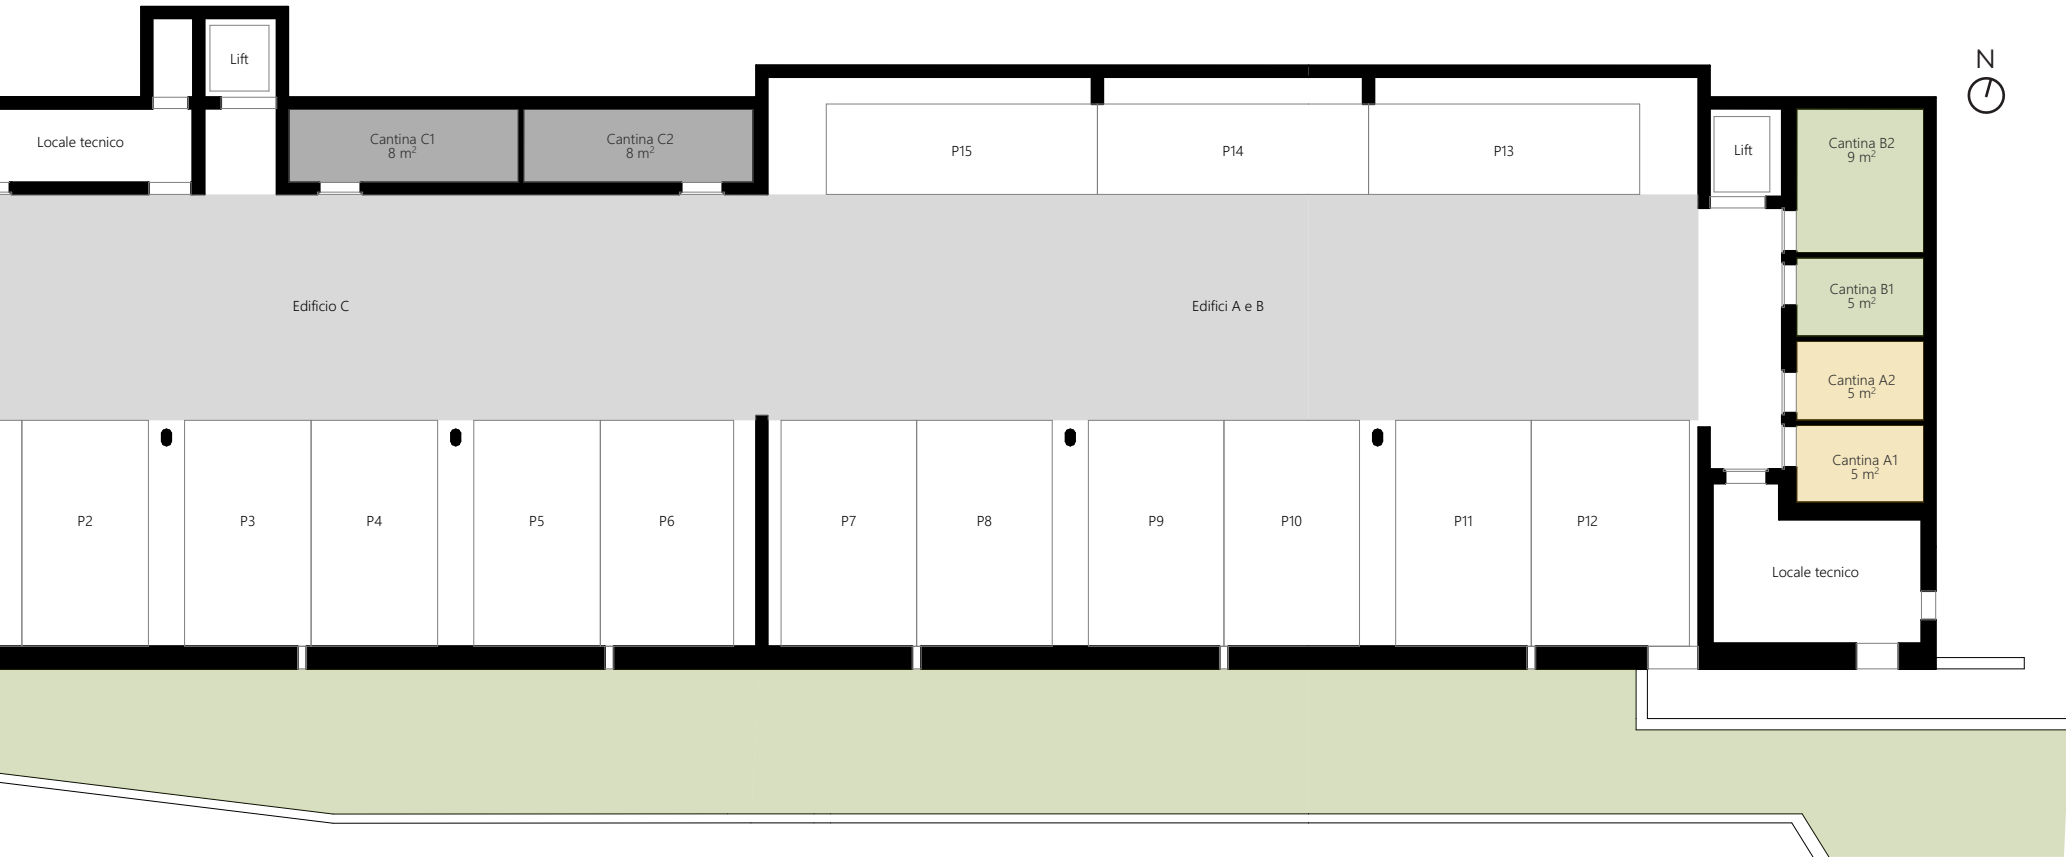 N
Lift
Locale tecnico
Cantina C1
8 m²
Cantina C2
8 m²
P15
P14
P13
Lift
Cantina B2
9 m²
Cantina B1
5 m²
Edificio C
Edifici A e B
Cantina A2
5 m²
Cantina A1
5 m²
P2
P3
P4
P5
P6
P7
P8
P9
P10
P11
P12
Locale tecnico